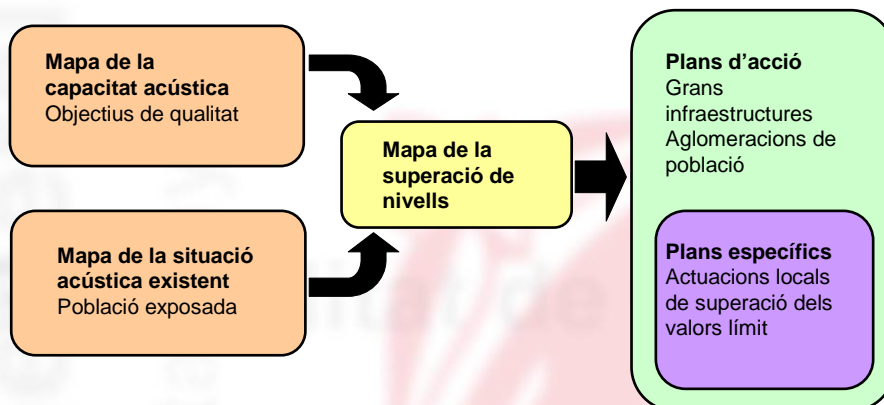 Mapa de la
capacitat acústica
Objectius de qualitat
Mapa de la situació
acústica existent
Població exposada
Mapa de la
superació de
nivells
Plans d’acció
Grans
infraestructures
Aglomeracions de
població
Plans específics
Actuacions locals
de superació dels
valors límit